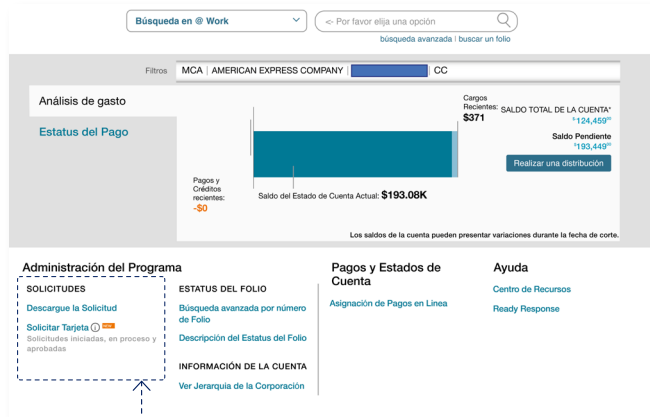 Búsqueda en @ Work
<- Por favor elija una opción
búsqueda avanzada | buscar un folio
Filtros
MCA | AMERICAN EXPRESS COMPANY | | CC
Análisis de gasto
Estatus del Pago
Cargos
Recientes:
$371
SALDO TOTAL DE LA CUENTA*
$124,459
Saldo Pendiente
$193,449
Realizar una distribución
Pagos y
Créditos
recientes:
-$0
Saldo del Estado de Cuenta Actual: $193.08K
Los saldos de la cuenta pueden presentar variaciones durante la fecha de corte.
Administración del Programa
SOLICITUDES
Descargue la Solicitud
Solicitar Tarjeta
Solicitudes iniciadas, en proceso y
aprobadas
ESTATUS DEL FOLIO
Búsqueda avanzada por número
de Folio
Descripción del Estatus del Folio
INFORMACIÓN DE LA CUENTA
Ver Jerarquia de la Corporación
Pagos y Estados de
Cuenta
Asignación de Pagos en Linea
Ayuda
Centro de Recursos
Ready Response